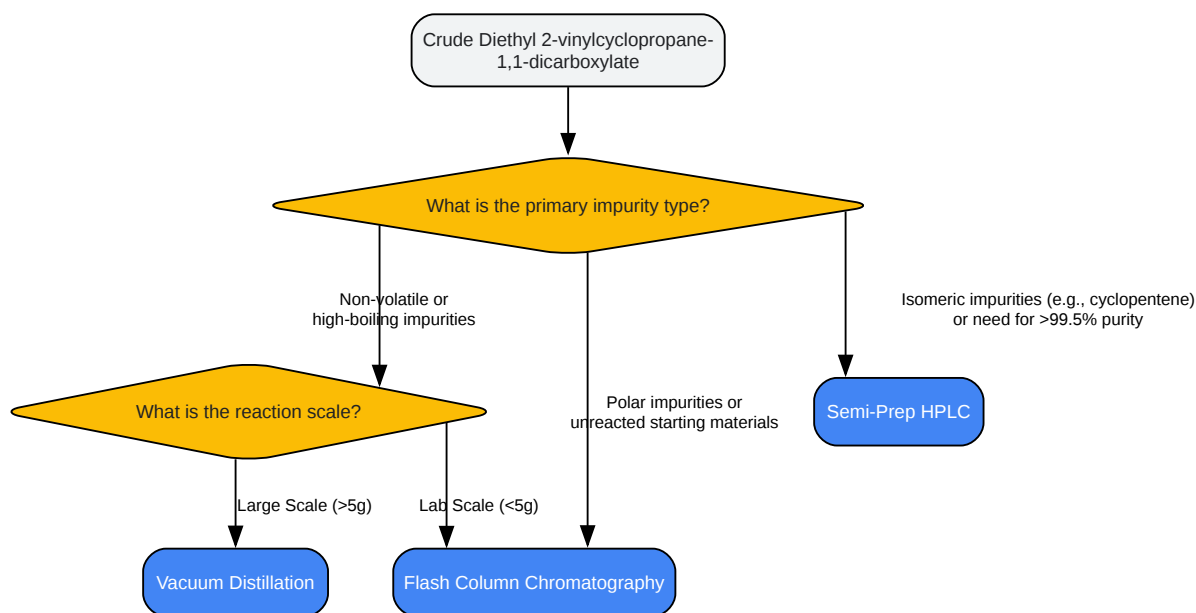 Crude Diethyl 2-vinylcyclopropane-
1,1-dicarboxylate
What is the primary impurity type?
Non-volatile or
high-boiling impurities
Isomeric impurities (e.g., cyclopentene)
or need for >99.5% purity
What is the reaction scale?
Polar impurities or
unreacted starting materials
Semi-Prep HPLC
Large Scale (>5g)
Lab Scale (<5g)
Vacuum Distillation
Flash Column Chromatography